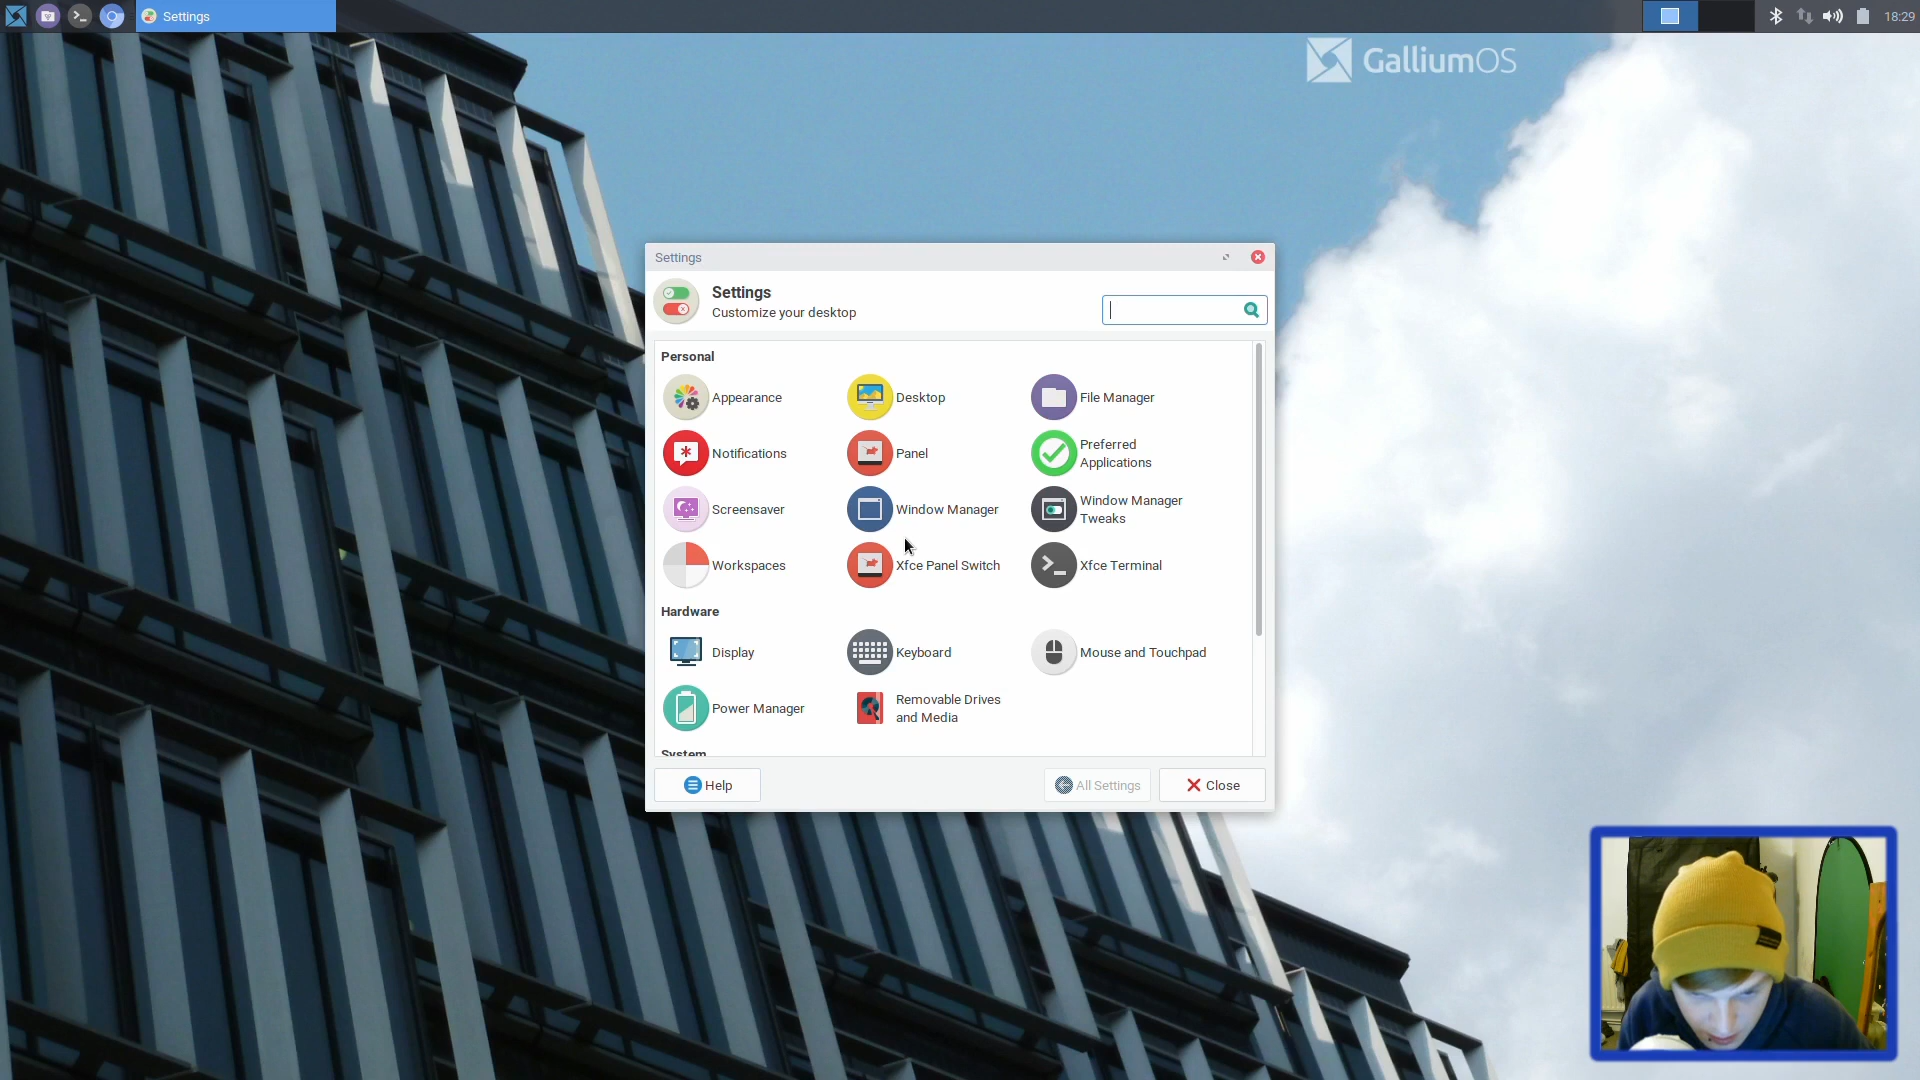 Settings
18:29
GalliumOS
Settings
Settings
Customize your desktop
Personal
Appearance
Desktop
File Manager
Notifications
Panel
Preferred
Applications
Screensaver
Window Manager
Window Manager
Tweaks
Workspaces
Xfce Panel Switch
Xfce Terminal
Hardware
Display
Keyboard
Mouse and Touchpad
Power Manager
Removable Drives
and Media
System
Help
All Settings
Close